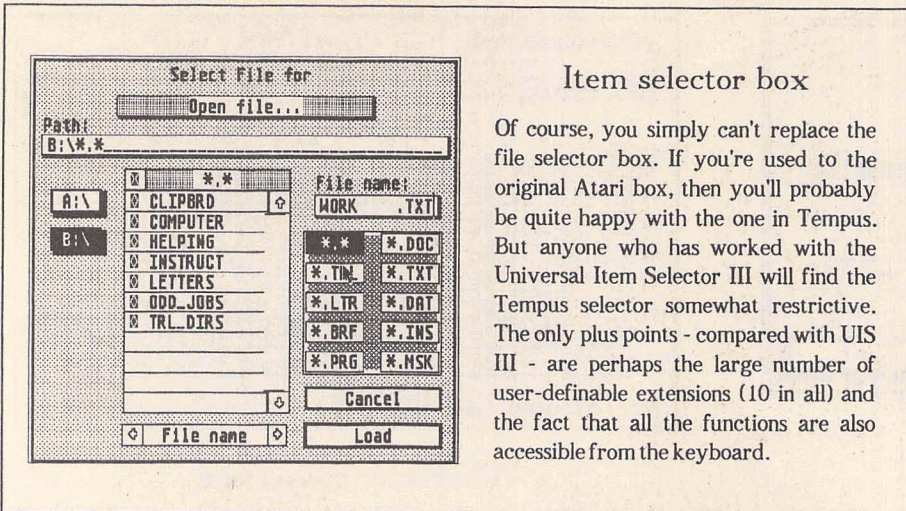 Select File for
Open file...
Path:
B:\*.*
*.*
A:\
B:\
CLIPBRD
COMPUTER
HELPING
INSTRUCT
LETTERS
ODD_JOBS
TRL_DIRS
File name
File name:
WORK .TXT
*.* *.DOC
*.TXT
*.LTR *.DAT
*.BRF *.INS
*.PRG *.MSK
Cancel
Load
Item selector box
Of course, you simply can't replace the
file selector box. If you're used to the
original Atari box, then you'll probably
be quite happy with the one in Tempus.
But anyone who has worked with the
Universal Item Selector III will find the
Tempus selector somewhat restrictive.
The only plus points - compared with UIS
III - are perhaps the large number of
user-definable extensions (10 in all) and
the fact that all the functions are also
accessible from the keyboard.